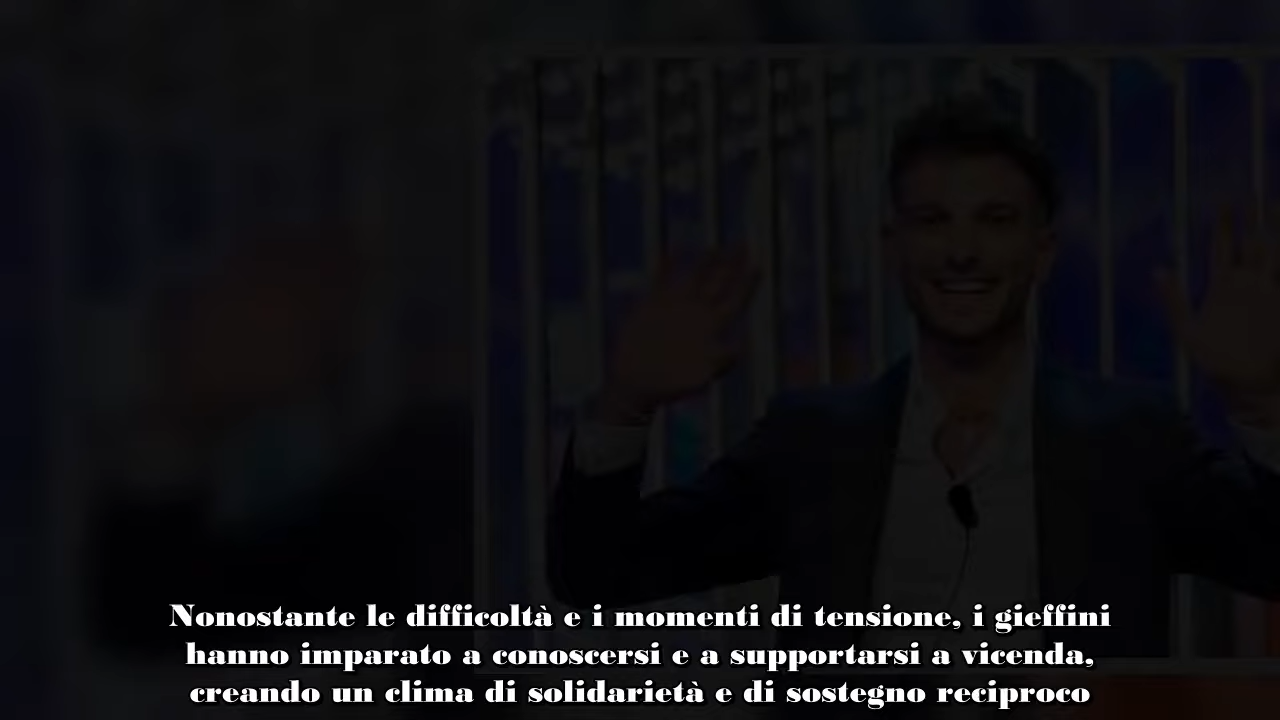 Nonostante le difficoltà e i momenti di tensione, i gieffini
hanno imparato a conoscersi e a supportarsi a vicenda,
creando un clima di solidarietà e di sostegno reciproco